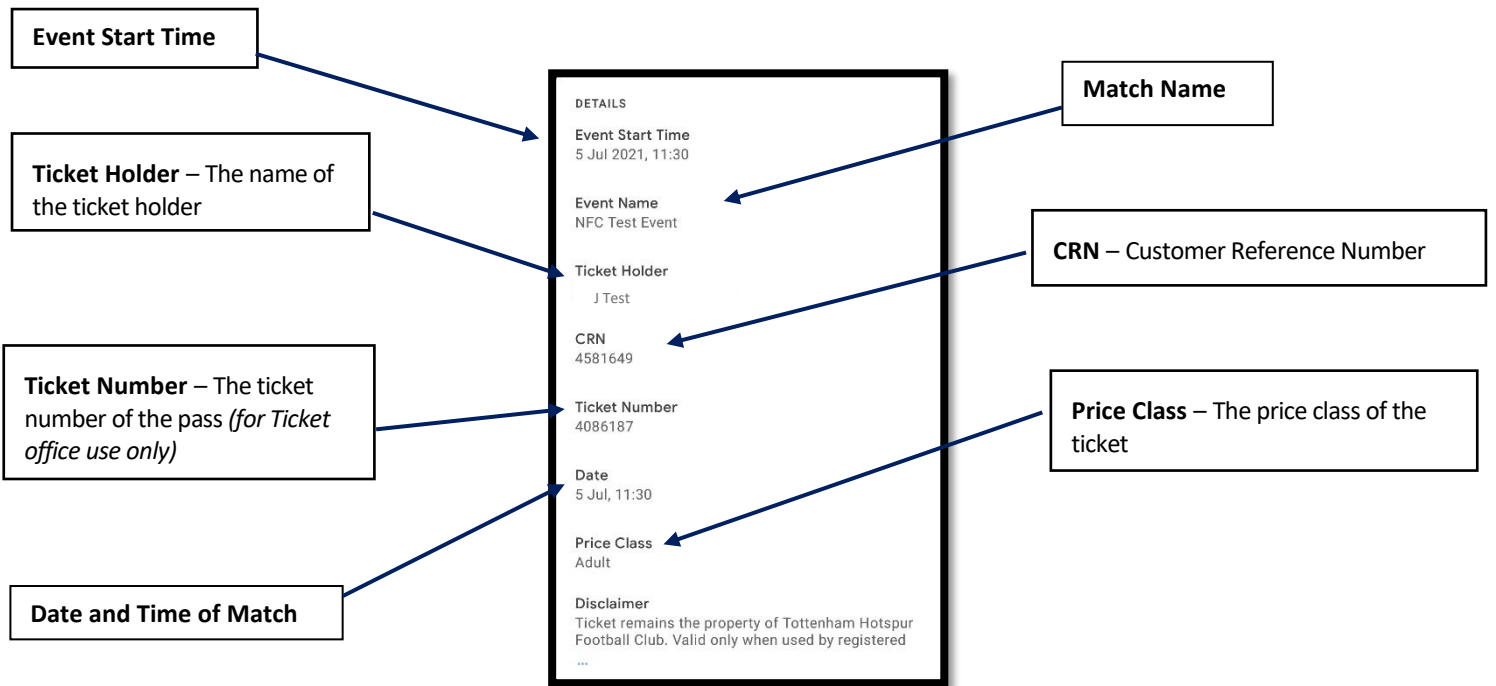 Event Start Time
Ticket Holder – The name of
the ticket holder
Ticket Number – The ticket
number of the pass (for Ticket
office use only)
Date and Time of Match
DETAILS
Event Start Time
5 Jul 2021, 11:30
Event Name
NFC Test Event
Ticket Holder
J Test
CRN
4581649
Ticket Number
4086187
Date
5 Jul, 11:30
Price Class
Adult
Disclaimer
Ticket remains the property of Tottenham Hotspur
Football Club. Valid only when used by registered
...
Match Name
CRN – Customer Reference Number
Price Class – The price class of the
ticket